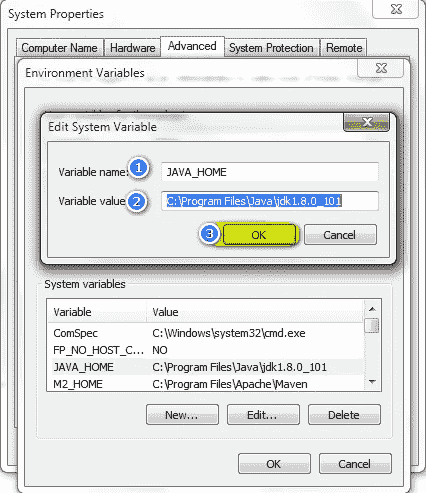 System Properties
Computer Name Hardware Advanced System Protection Remote
Environment Variables
Edit System Variable
Variable name: 1 JAVA_HOME
Variable value 2 C:\Program Files\Java\jdk1.8.0_101
3 OK Cancel
System variables
Variable Value
ComSpec C:\Windows\system32\cmd.exe
FP_NO_HOST_C... NO
JAVA_HOME C:\Program Files\Java\jdk1.8.0_101
M2_HOME C:\Program Files\Apache\Maven
New... Edit... Delete
OK Cancel